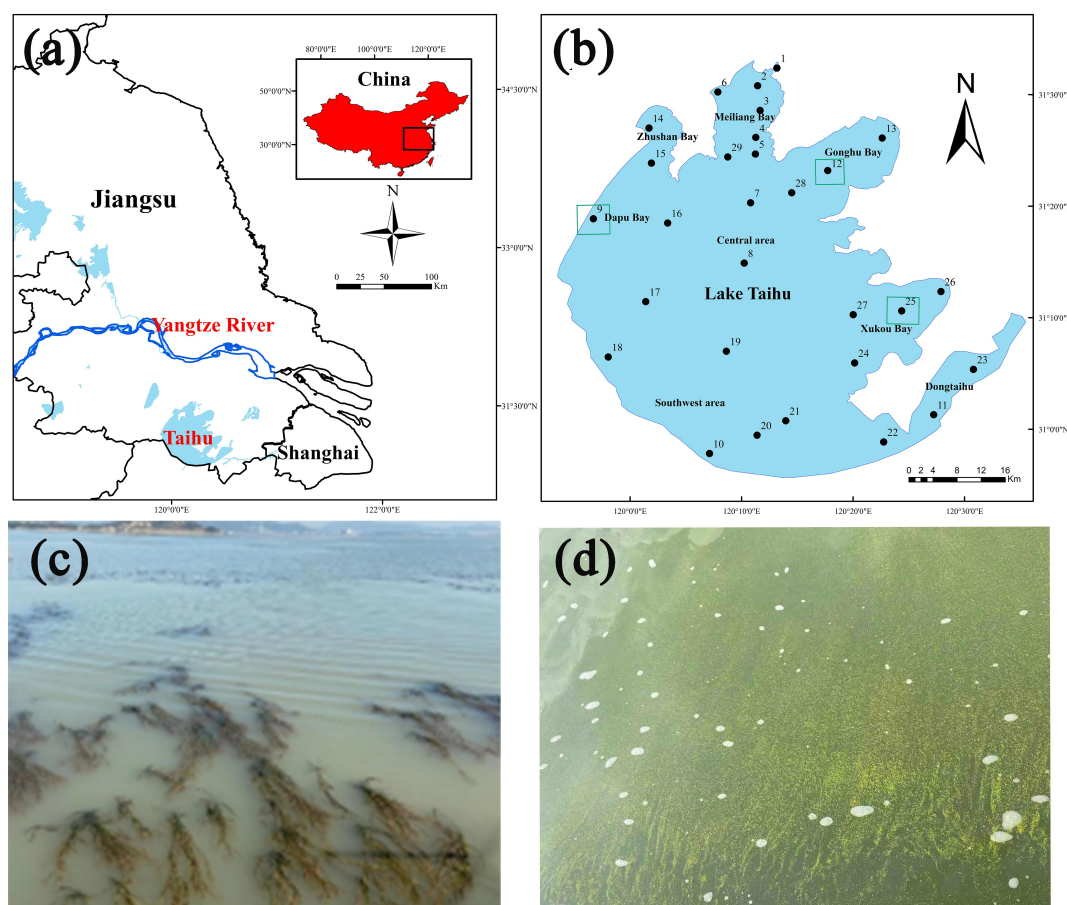 (a)
80°0'0"E 100°0'0"E 120°0'0"E
China
50°0'0"N
30°0'0"N
34°30'0"N
Jiangsu
N
33°0'0"N
0 25 50 100
Km
Yangtze River
31°30'0"N
Taihu
Shanghai
120°0'0"E 122°0'0"E
(b)
1
2
6
3
Meiliang Bay
31°30'0"N
N
14
Zhushan Bay
4
13
5
Gonghu Bay
15
29
12
28
7
9
Dapu Bay
16
31°20'0"N
Central area
8
26
17
Lake Taihu
27
25
31°10'0"N
Xukou Bay
18
19
24
23
Dongtaihu
Southwest area
11
21
20
22
31°0'0"N
10
0 2 4 8 12 16
Km
120°0'0"E 120°10'0"E 120°20'0"E 120°30'0"E
(c)
(d)